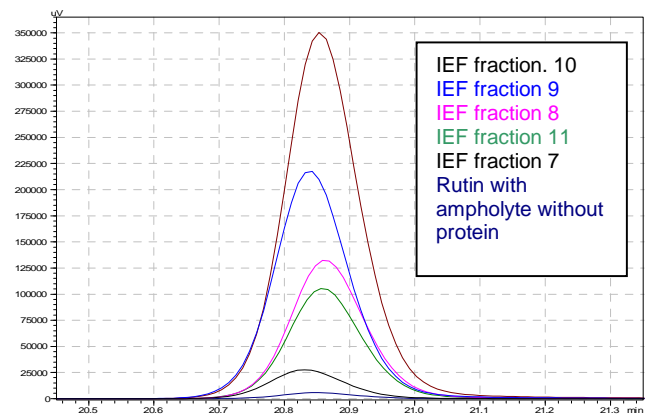 uV
350000
325000
300000
275000
250000
225000
200000
175000
150000
125000
100000
75000
50000
25000
0
IEF fraction. 10
IEF fraction 9
IEF fraction 8
IEF fraction 11
IEF fraction 7
Rutin with
ampholyte without
protein
20.5 20.6 20.7 20.8 20.9 21.0 21.1 21.2 21.3 min